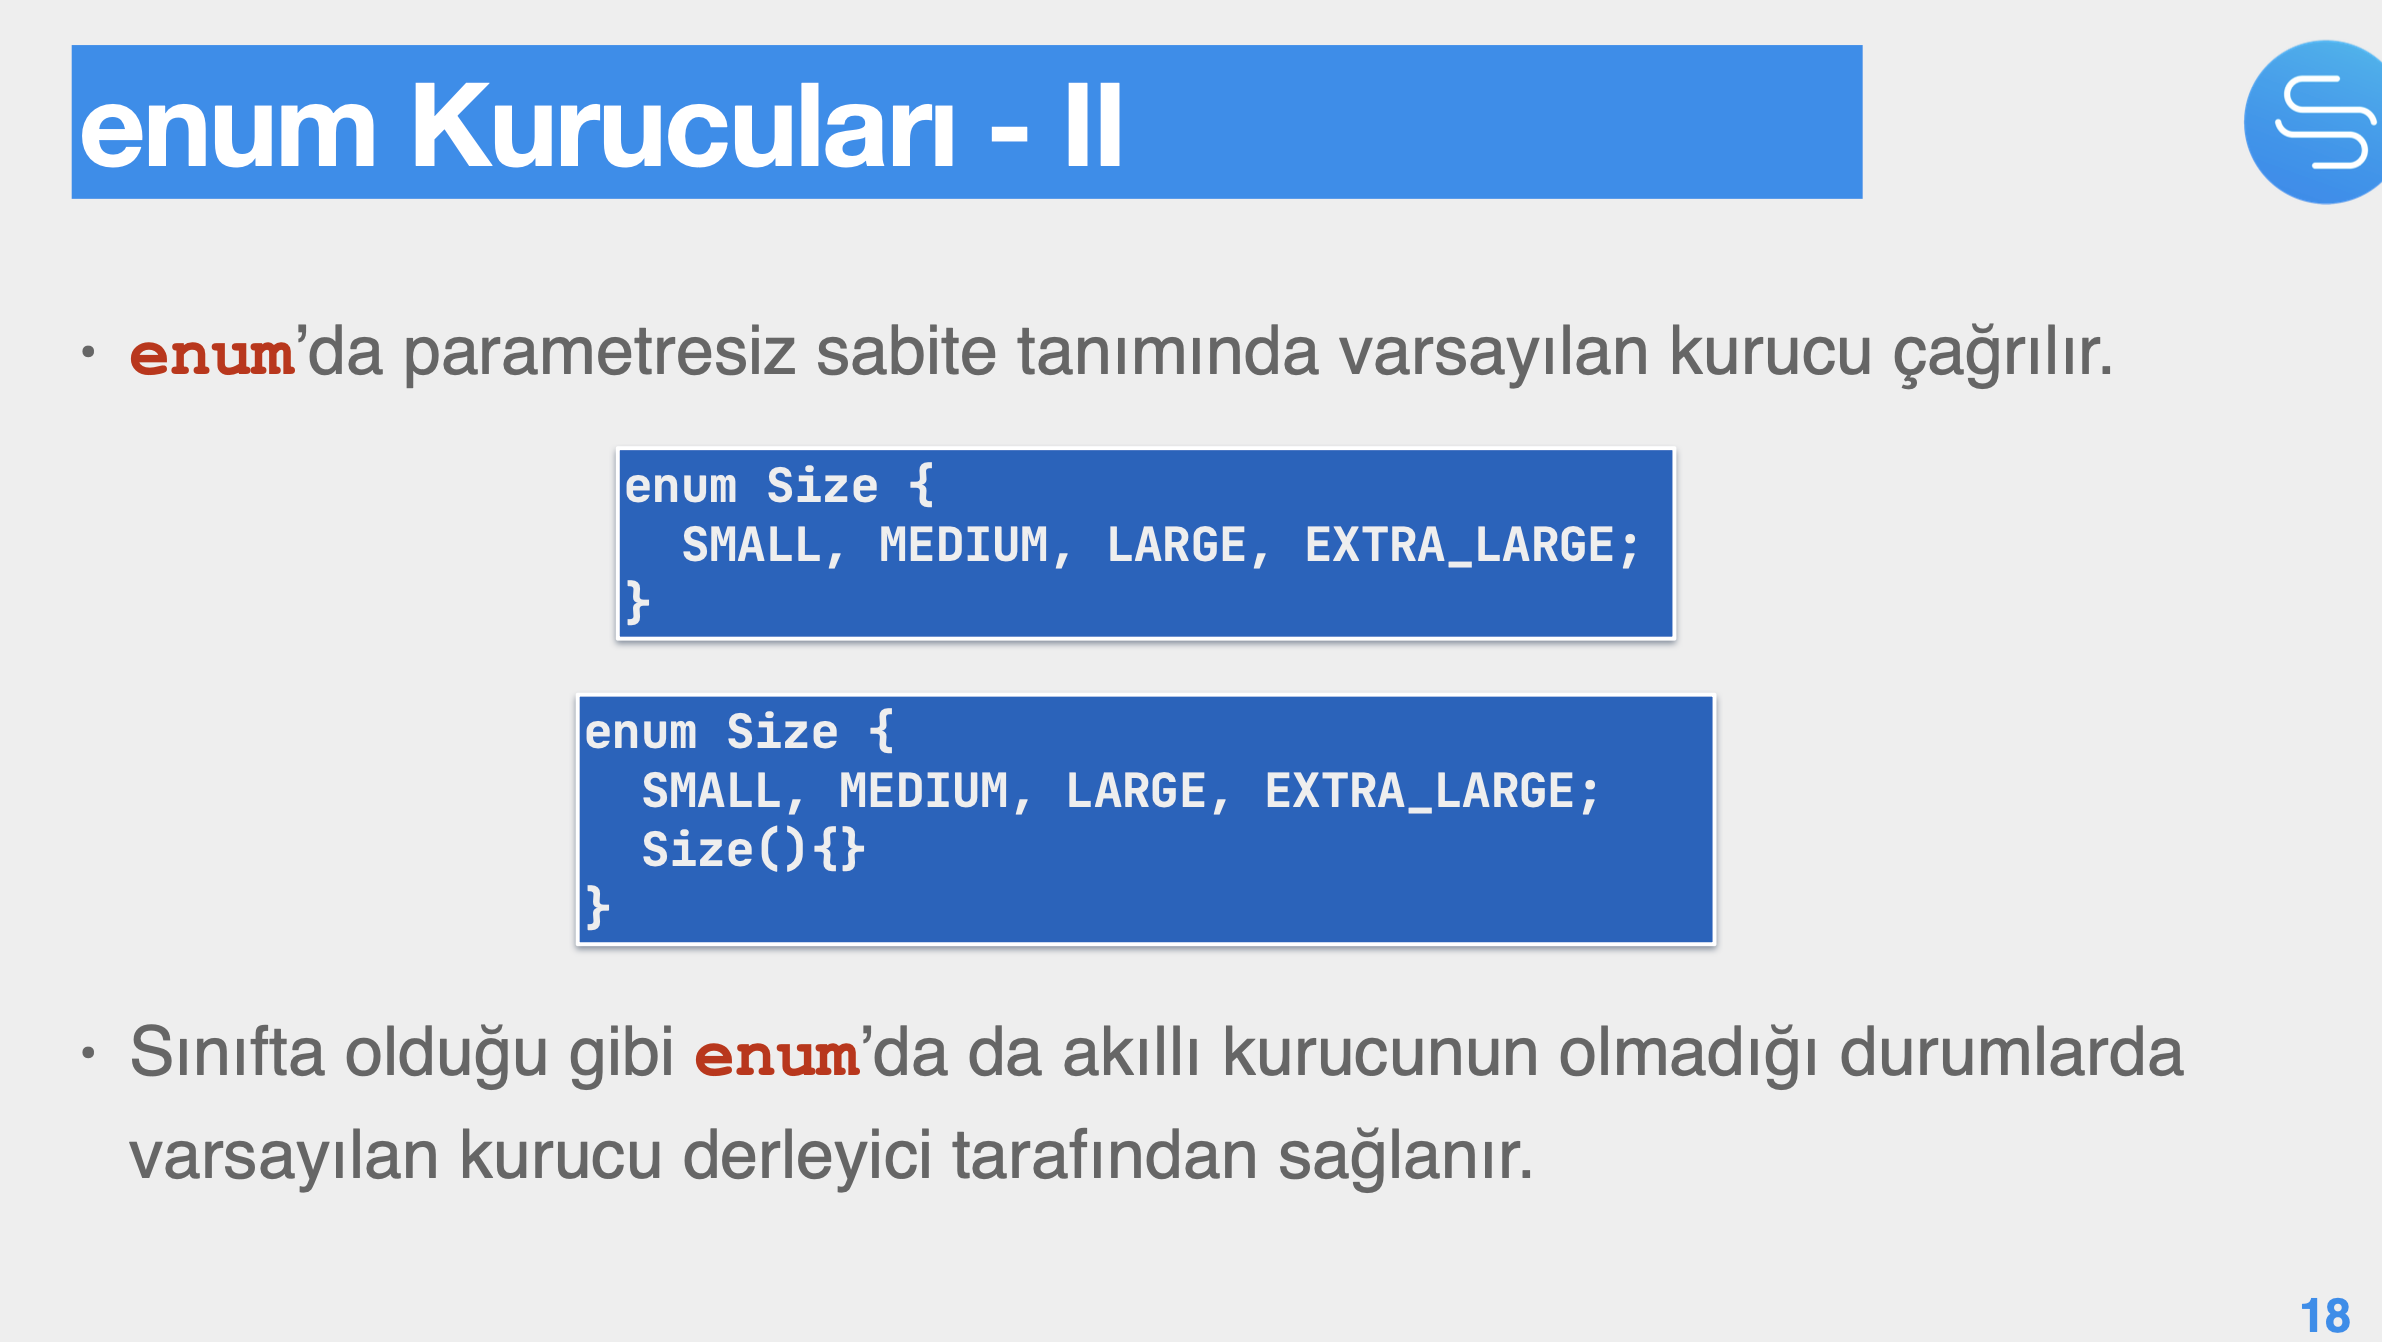 enum Kurucuları - II
• enum’da parametresiz sabite tanımında varsayılan kurucu çağrılır.
enum Size {
  SMALL, MEDIUM, LARGE, EXTRA_LARGE;
}
enum Size {
  SMALL, MEDIUM, LARGE, EXTRA_LARGE;
  Size(){}
}
• Sınıfta olduğu gibi enum’da da akıllı kurucunun olmadığı durumlarda
varsayılan kurucu derleyici tarafından sağlanır.
18